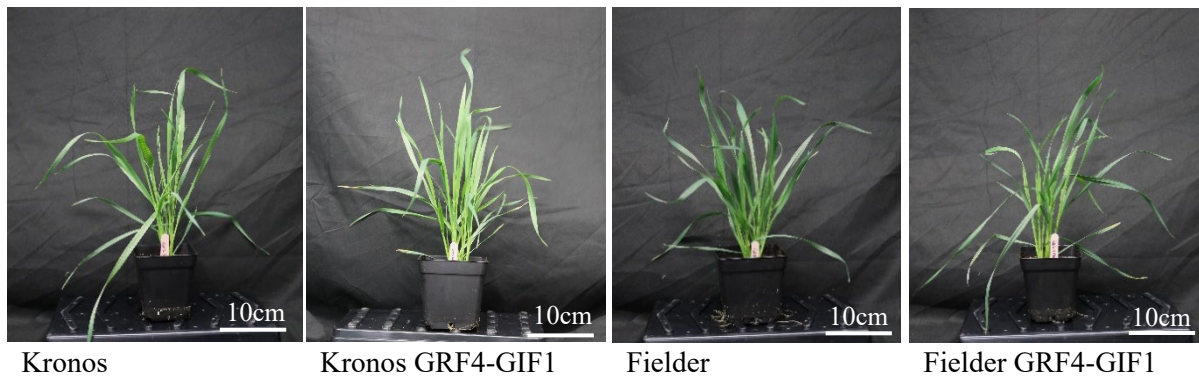 10cm
10cm
10cm
10cm
Kronos
Kronos GRF4-GIF1
Fielder
Fielder GRF4-GIF1